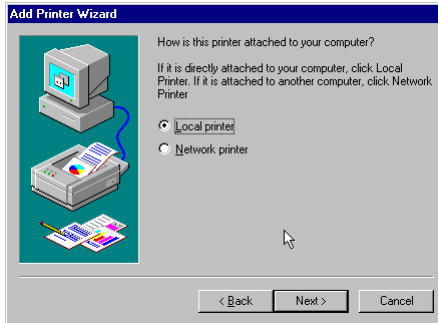 Add Printer Wizard
How is this printer attached to your computer?
If it is directly attached to your computer, click Local
Printer. If it is attached to another computer, click Network
Printer
Local printer
Network printer
< Back Next > Cancel